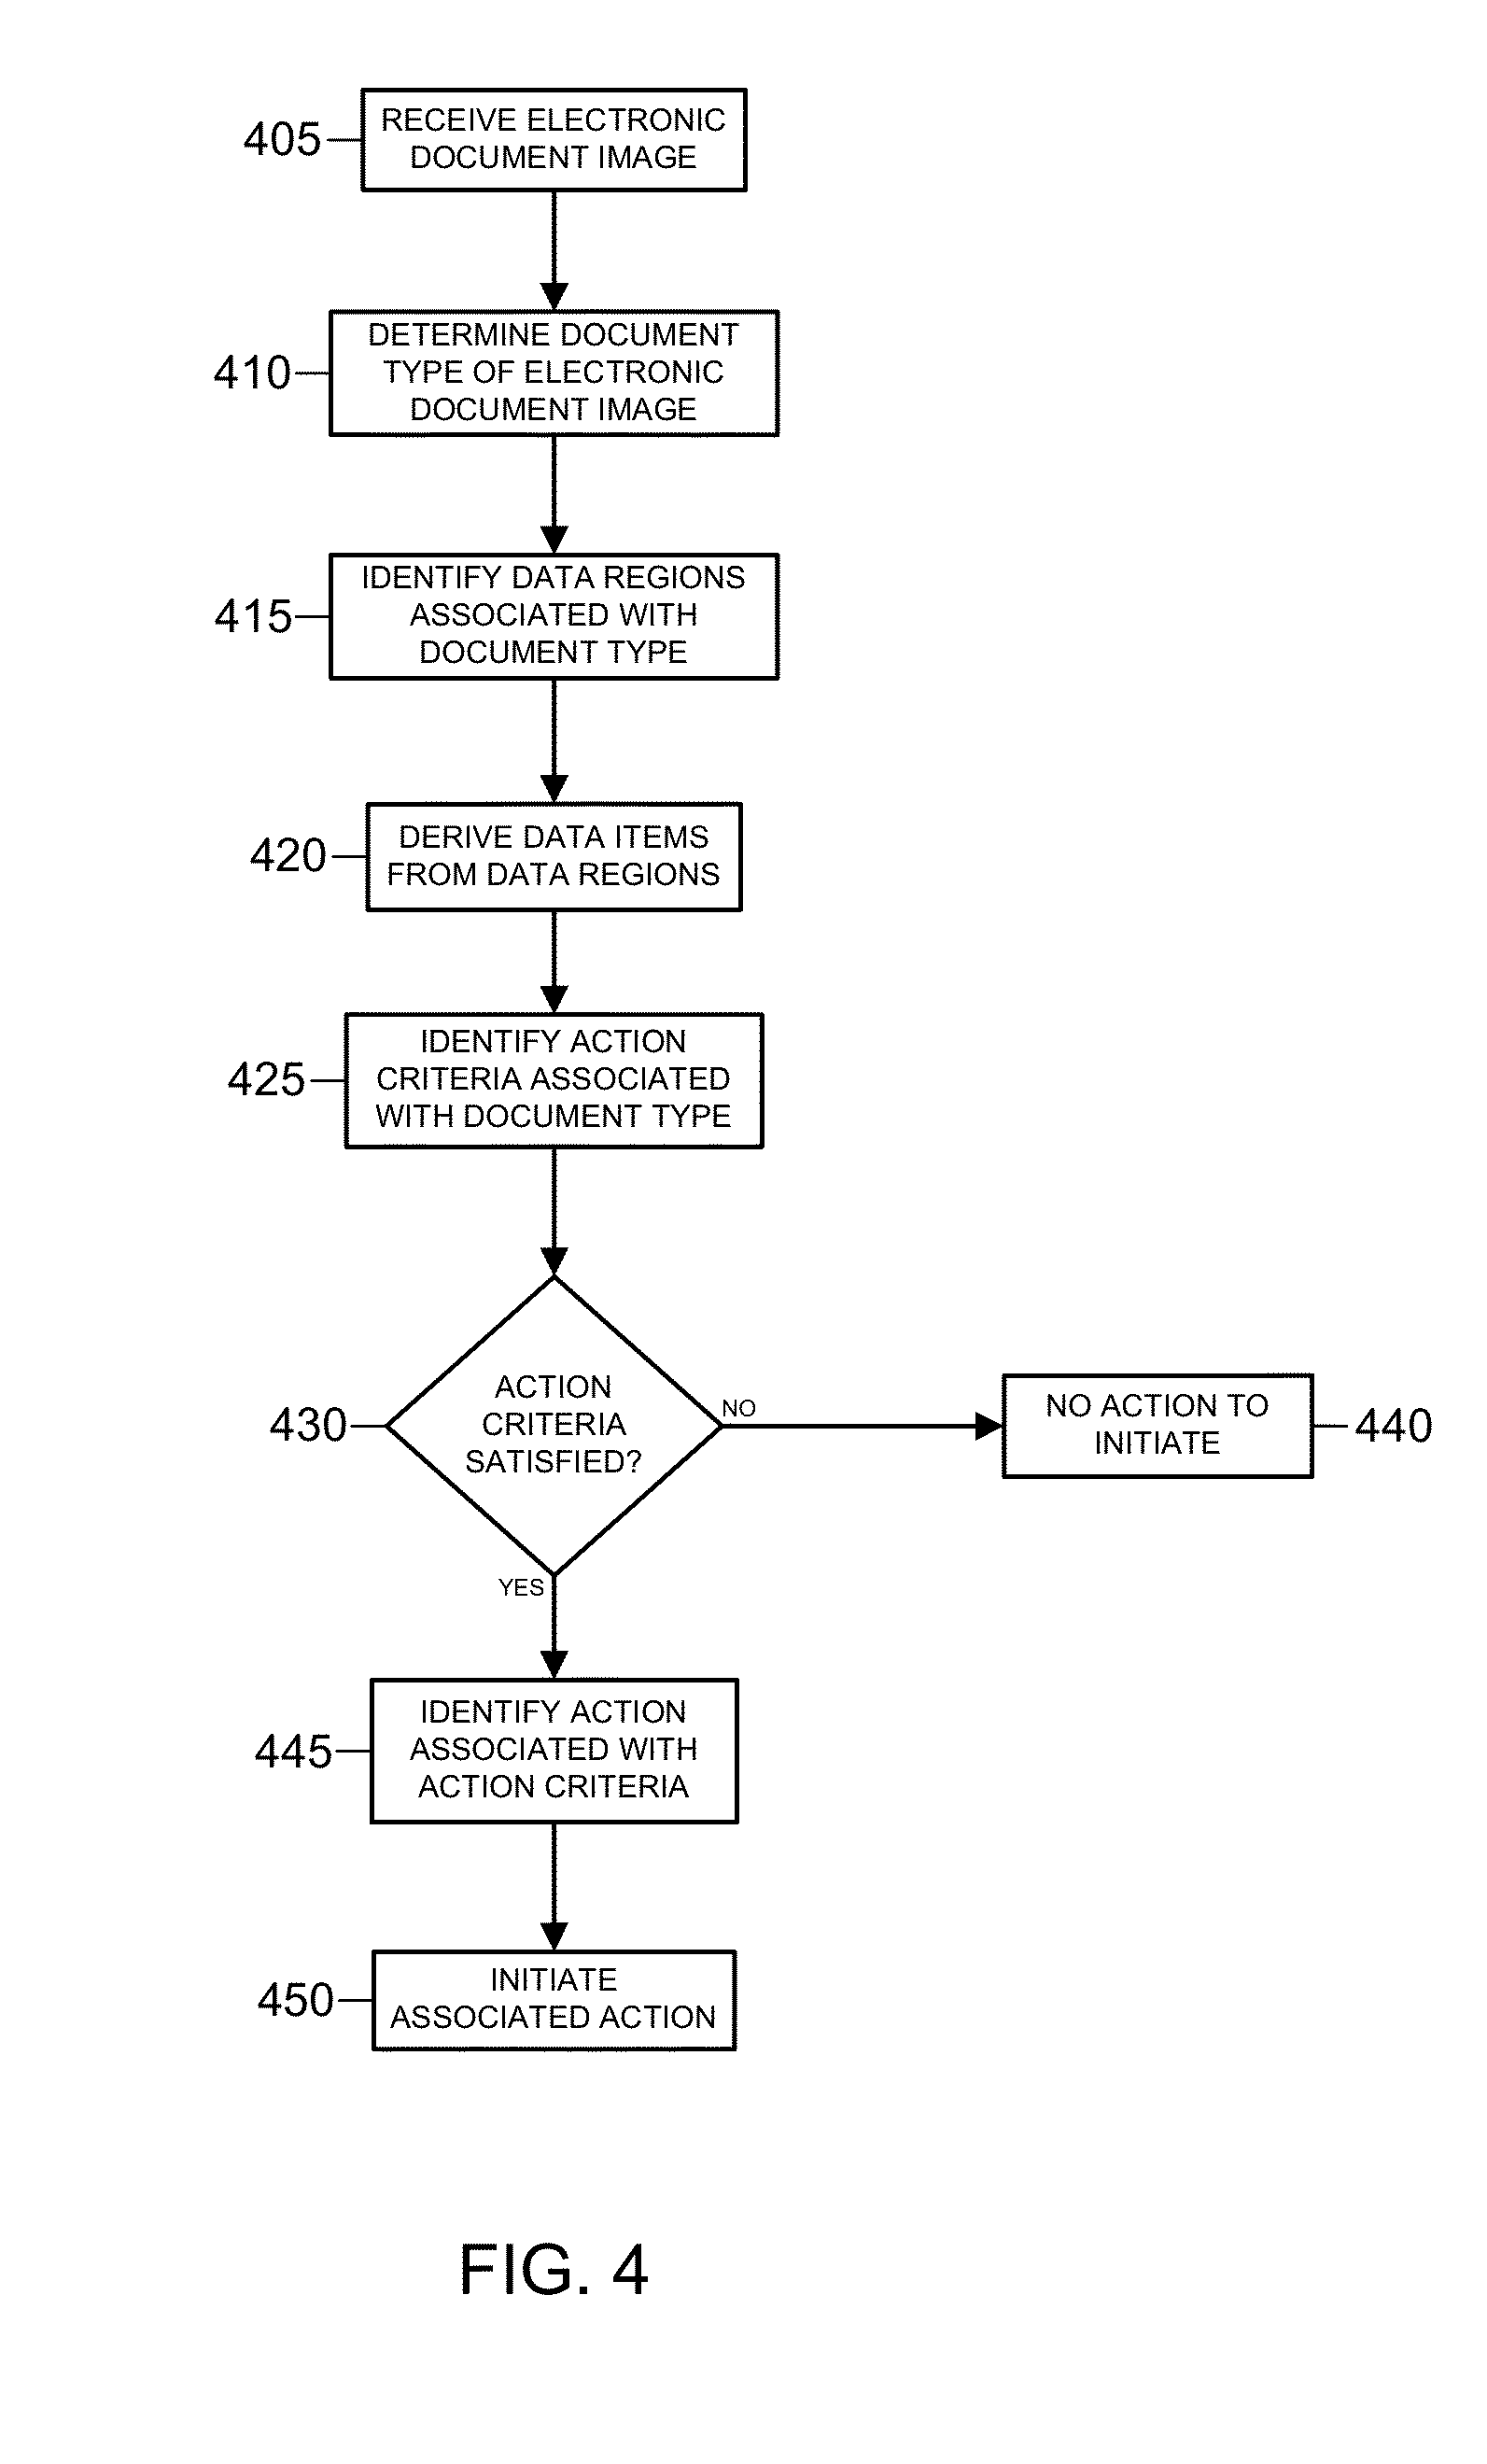 405
RECEIVE ELECTRONIC
DOCUMENT IMAGE
410
DETERMINE DOCUMENT
TYPE OF ELECTRONIC
DOCUMENT IMAGE
415
IDENTIFY DATA REGIONS
ASSOCIATED WITH
DOCUMENT TYPE
420
DERIVE DATA ITEMS
FROM DATA REGIONS
425
IDENTIFY ACTION
CRITERIA ASSOCIATED
WITH DOCUMENT TYPE
430
ACTION
CRITERIA
SATISFIED?
NO
NO ACTION TO
INITIATE
440
YES
445
IDENTIFY ACTION
ASSOCIATED WITH
ACTION CRITERIA
450
INITIATE
ASSOCIATED ACTION
FIG. 4